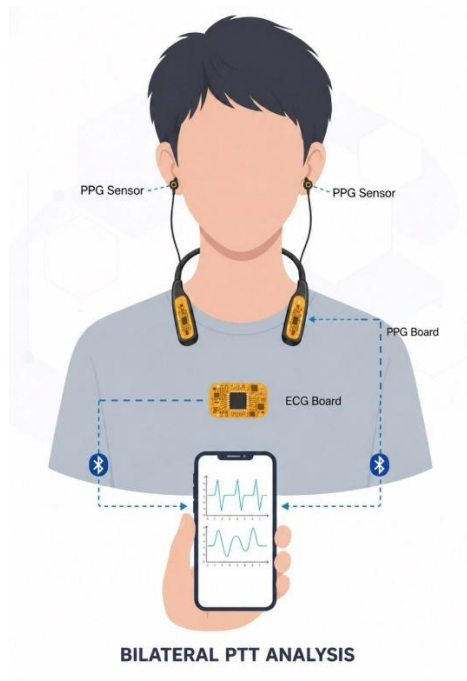 PPG Sensor
PPG Sensor
PPG Board
ECG Board
BILATERAL PTT ANALYSIS